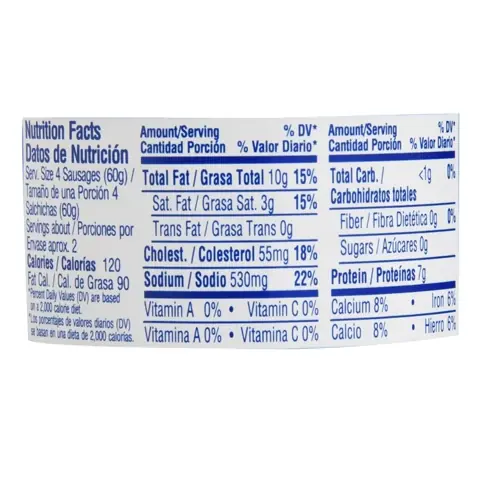 Nutrition Facts
Datos de Nutrición
Serv. Size 4 Sausages (60g) /
Tamaño de una Porción 4
Salchichas (60g)
Servings about / Porciones por
Envase aprox. 2
Calories / Calorías 120
Fat Cal. / Cal. de Grasa 90
*Percent Daily Values (DV) are based
on a 2,000 calorie diet.
*Los porcentajes de valores diarios (DV)
se basan en una dieta de 2,000 calorías.
Amount/Serving % DV*
Cantidad Porción % Valor Diario*
Total Fat / Grasa Total 10g 15%
Sat. Fat / Grasa Sat. 3g 15%
Trans Fat / Grasa Trans 0g
Cholest. / Colesterol 55mg 18%
Sodium / Sodio 530mg 22%
Vitamin A 0% • Vitamin C 0%
Vitamina A 0% • Vitamina C 0%
Amount/Serving % DV*
Cantidad Porción % Valor Diario*
Total Carb. / <1g 0%
Carbohidratos totales
Fiber / Fibra Dietética 0g 0%
Sugars / Azúcares 0g
Protein / Proteínas 7g
Calcium 8% • Iron 6%
Calcio 8% • Hierro 6%